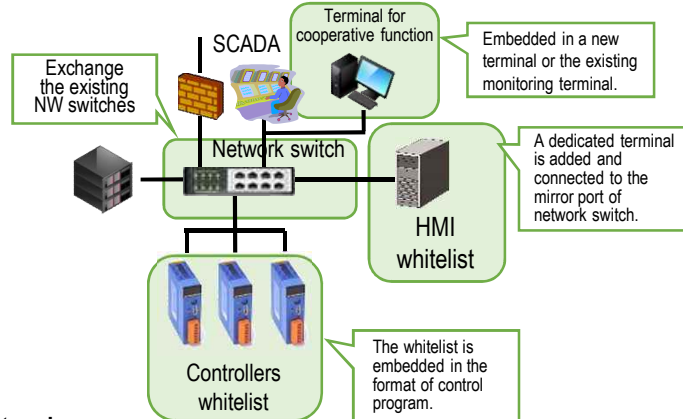 Terminal for
cooperative function
SCADA
Embedded in a new
terminal or the existing
monitoring terminal.
Exchange
the existing
NW switches
Network switch
A dedicated terminal
is added and
connected to the
mirror port of
network switch.
HMI
whitelist
Controllers
whitelist
The whitelist is
embedded in the
format of control
program.